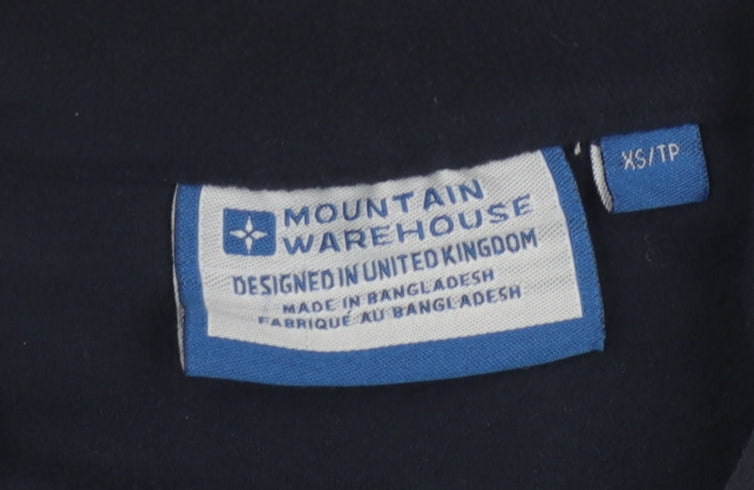 MOUNTAIN
WAREHOUSE
DESIGNED IN UNITED KINGDOM
MADE IN BANGLADESH
FABRIQUÉ AU BANGLADESH
XS/TP